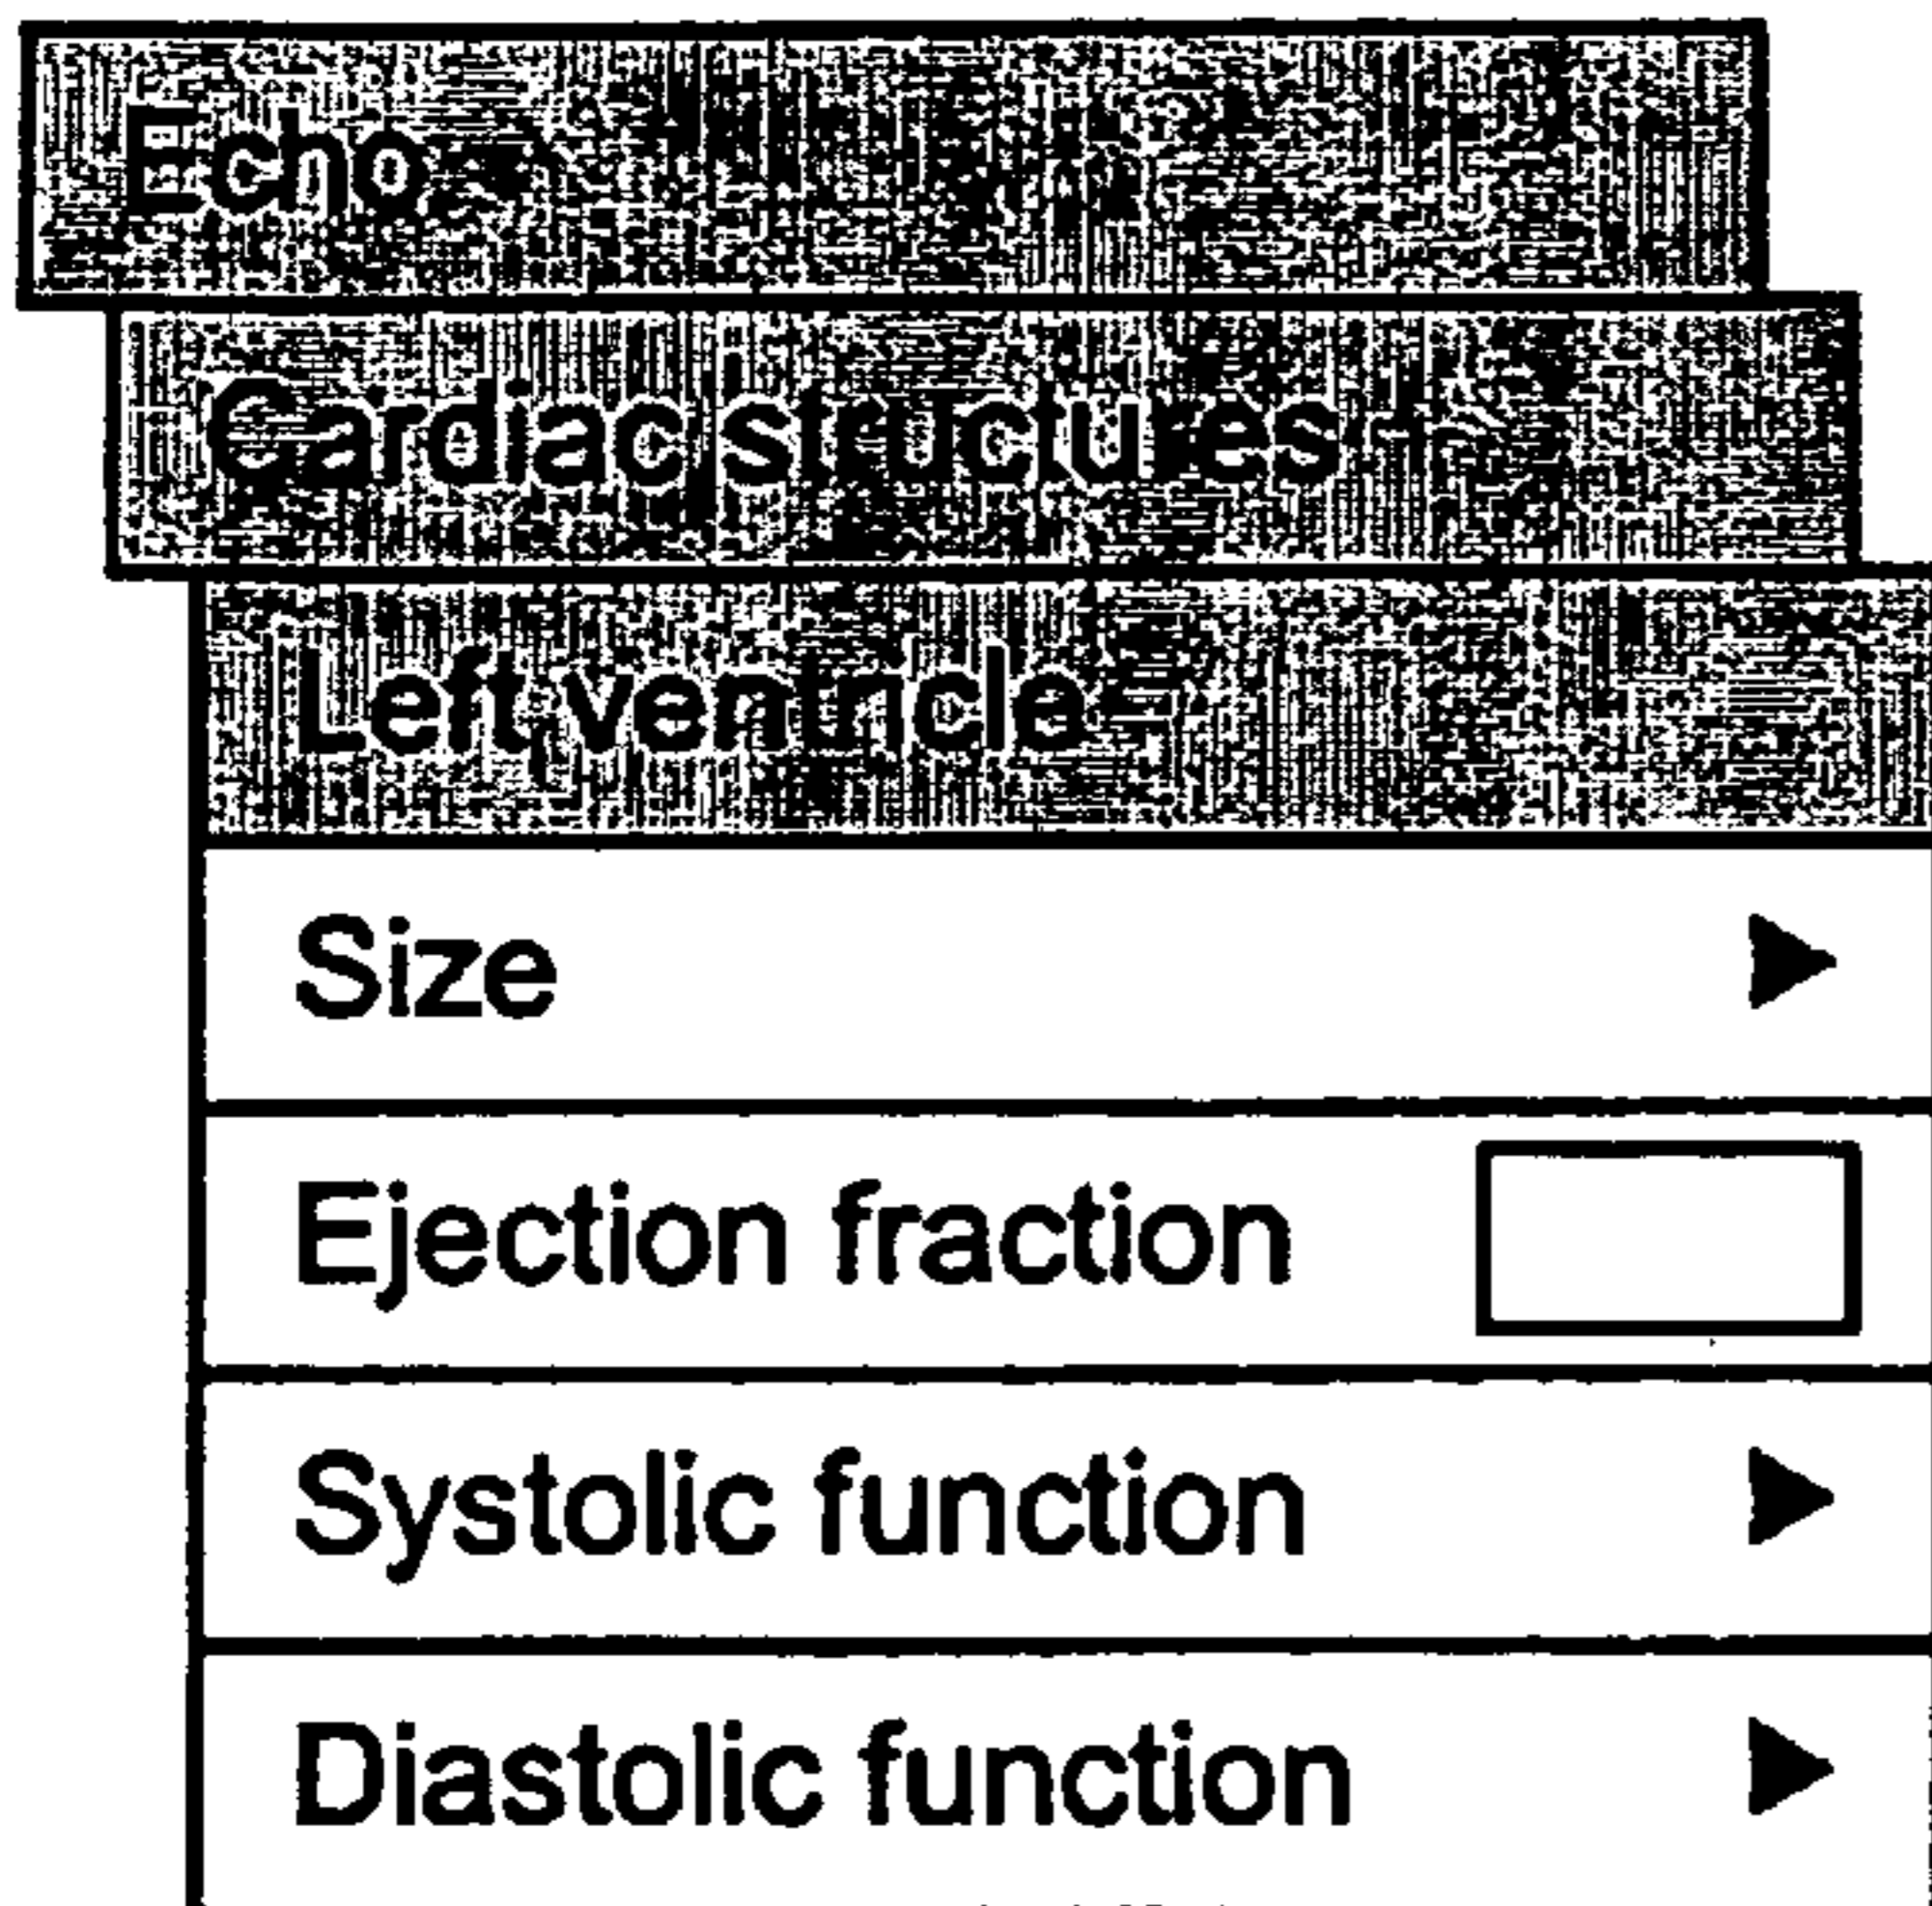 Echo
Cardiac structures
Left ventricle
Size
Ejection fraction
Systolic function
Diastolic function